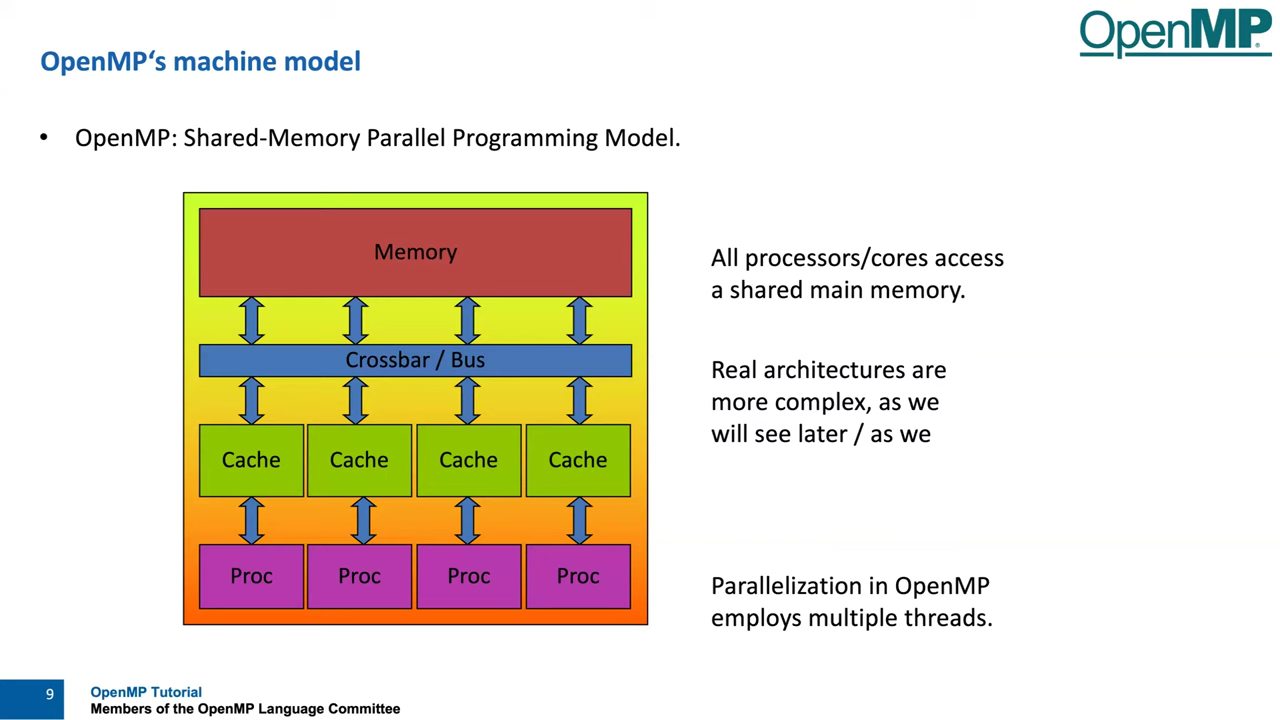 OpenMP
OpenMP‘s machine model
• OpenMP: Shared-Memory Parallel Programming Model.
Memory
Crossbar / Bus
Cache Cache Cache Cache
Proc Proc Proc Proc
All processors/cores access
a shared main memory.
Real architectures are
more complex, as we
will see later / as we
Parallelization in OpenMP
employs multiple threads.
9
OpenMP Tutorial
Members of the OpenMP Language Committee